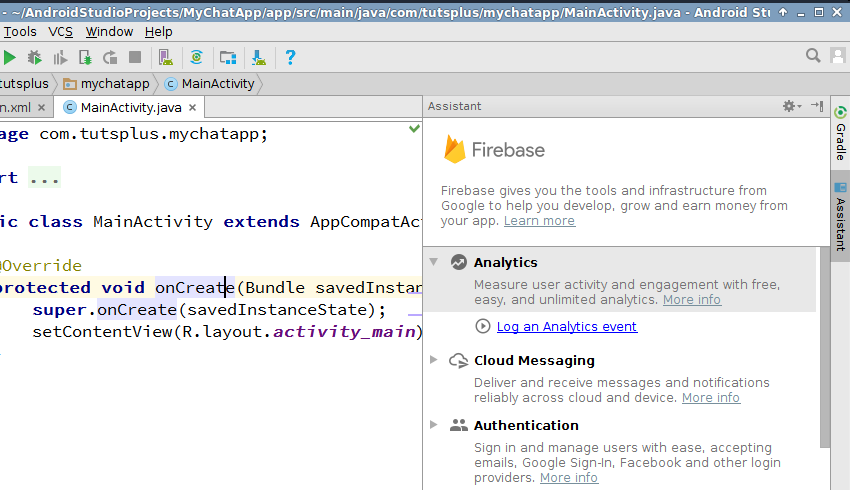 - ~/AndroidStudioProjects/MyChatApp/app/src/main/java/com/tutsplus/mychatapp/MainActivity.java - Android Stu
Tools VCS Window Help
?
tutsplus mychatapp C MainActivity
n.xml × C MainActivity.java ×
age com.tutsplus.mychatapp;
rt ...
ic class MainActivity extends AppCompatAct
@Override
protected void onCreate(Bundle savedInstan
super.onCreate(savedInstanceState);
setContentView(R.layout.activity_main)
Assistant
Firebase
Firebase gives you the tools and infrastructure from
Google to help you develop, grow and earn money from
your app. Learn more
Analytics
Measure user activity and engagement with free,
easy, and unlimited analytics. More info
Log an Analytics event
Cloud Messaging
Deliver and receive messages and notifications
reliably across cloud and device. More info
Authentication
Sign in and manage users with ease, accepting
emails, Google Sign-In, Facebook and other login
providers. More info
Gradle
Assistant